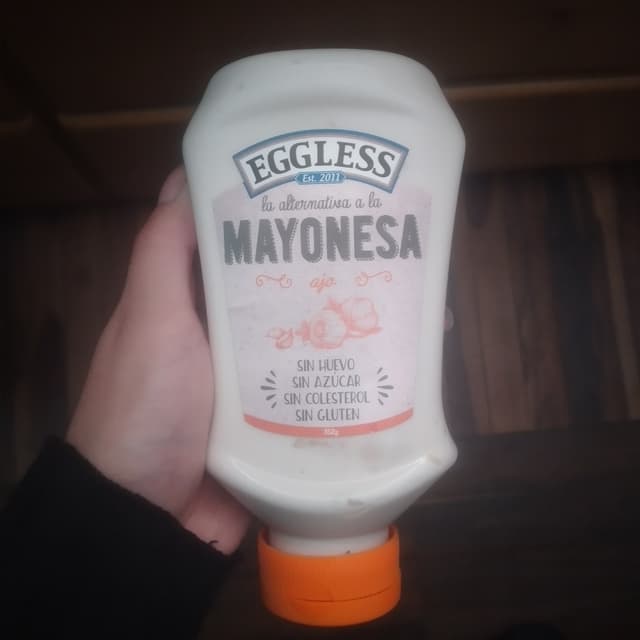 EGGLESS
Est. 2011
la alternativa a la
MAYONESA
ajo
SIN HUEVO
SIN AZÚCAR
SIN COLESTEROL
SIN GLUTEN